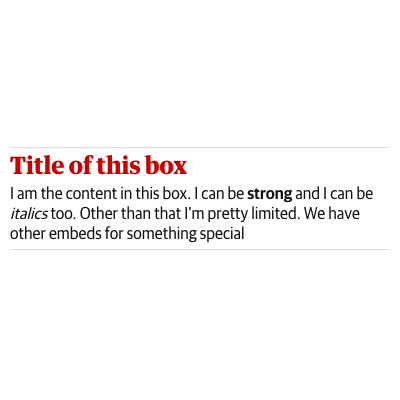 Title of this box
I am the content in this box. I can be strong and I can be
italics too. Other than that I'm pretty limited. We have
other embeds for something special